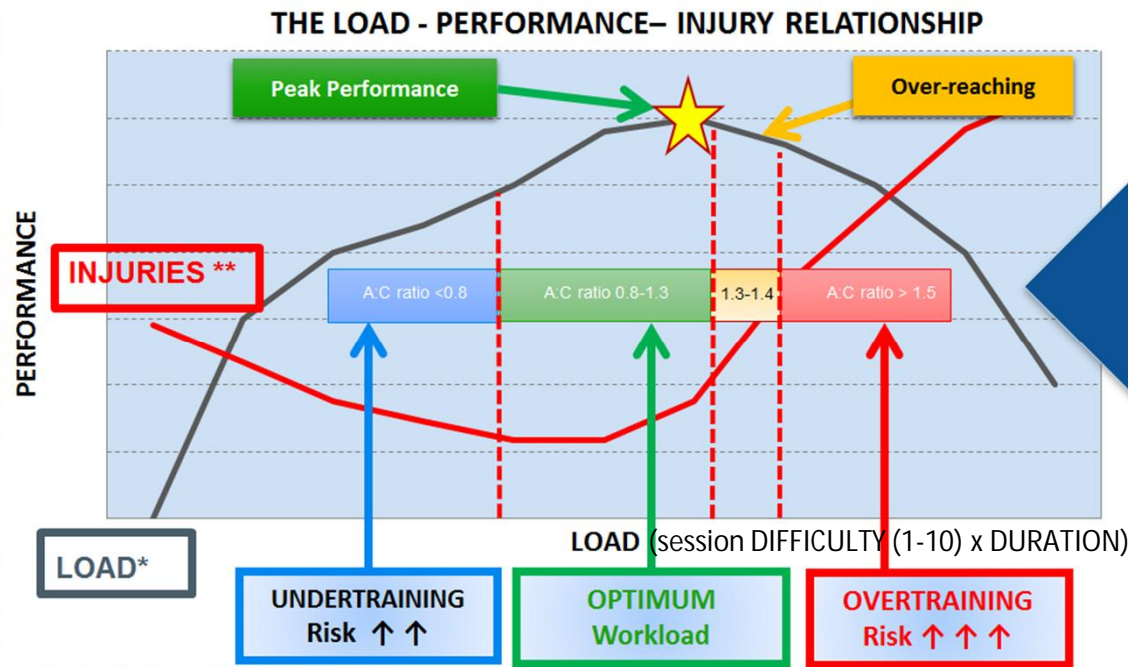 THE LOAD - PERFORMANCE– INJURY RELATIONSHIP
Peak Performance
Over-reaching
PERFORMANCE
INJURIES **
A:C ratio <0.8
A:C ratio 0.8-1.3
1.3-1.4
A:C ratio > 1.5
LOAD (session DIFFICULTY (1-10) x DURATION)
LOAD*
UNDERTRAINING
Risk ↑ ↑
OPTIMUM
Workload
OVERTRAINING
Risk ↑ ↑ ↑